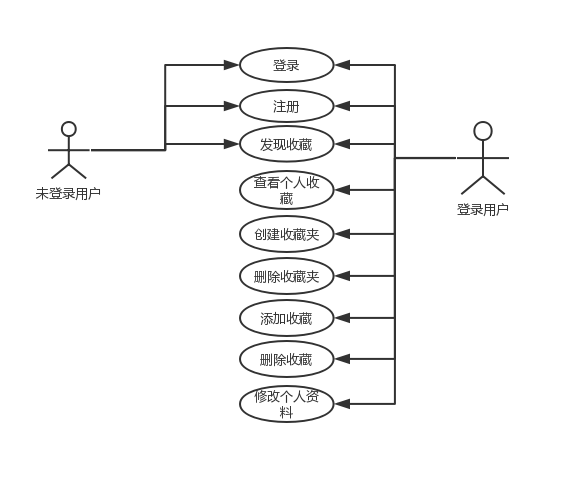 登录
注册
发现收藏
查看个人收
藏
未登录用户
登录用户
创建收藏夹
删除收藏夹
添加收藏
删除收藏
修改个人资
料